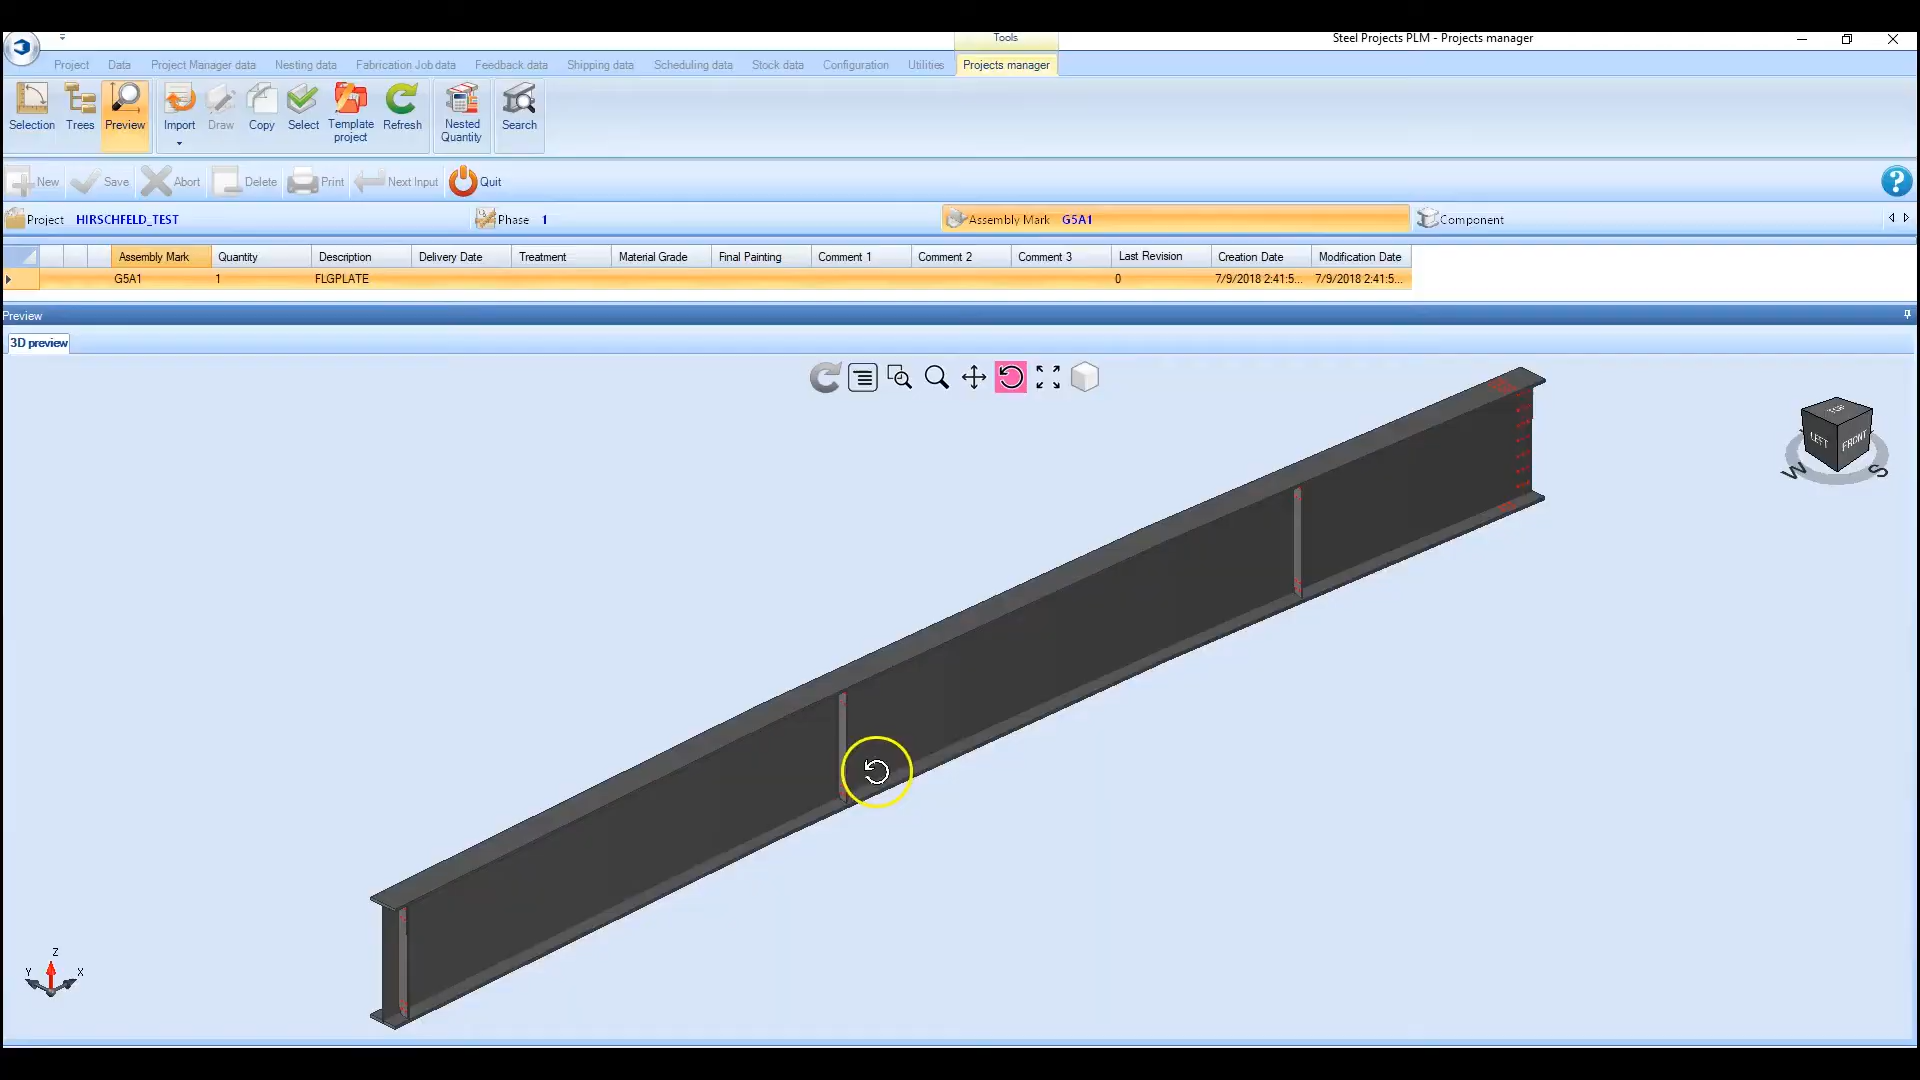 Tools
Steel Projects PLM - Projects manager
Project Data Project Manager data Nesting data Fabrication Job data Feedback data Shipping data Scheduling data Stock data Configuration Utilities Projects manager
Selection Trees Preview Import Draw Copy Select Template project Refresh Nested Quantity Search
New Save Abort Delete Print Next Input Quit
Project HIRSCHFELD_TEST Phase 1 Assembly Mark G5A1 Component
Assembly Mark Quantity Description Delivery Date Treatment Material Grade Final Painting Comment 1 Comment 2 Comment 3 Last Revision Creation Date Modification Date
G5A1 1 FLGPLATE 0 7/9/2018 2:41:5... 7/9/2018 2:41:5...
Preview
3D preview
TOP
LEFT FRONT
W S
Z
Y X